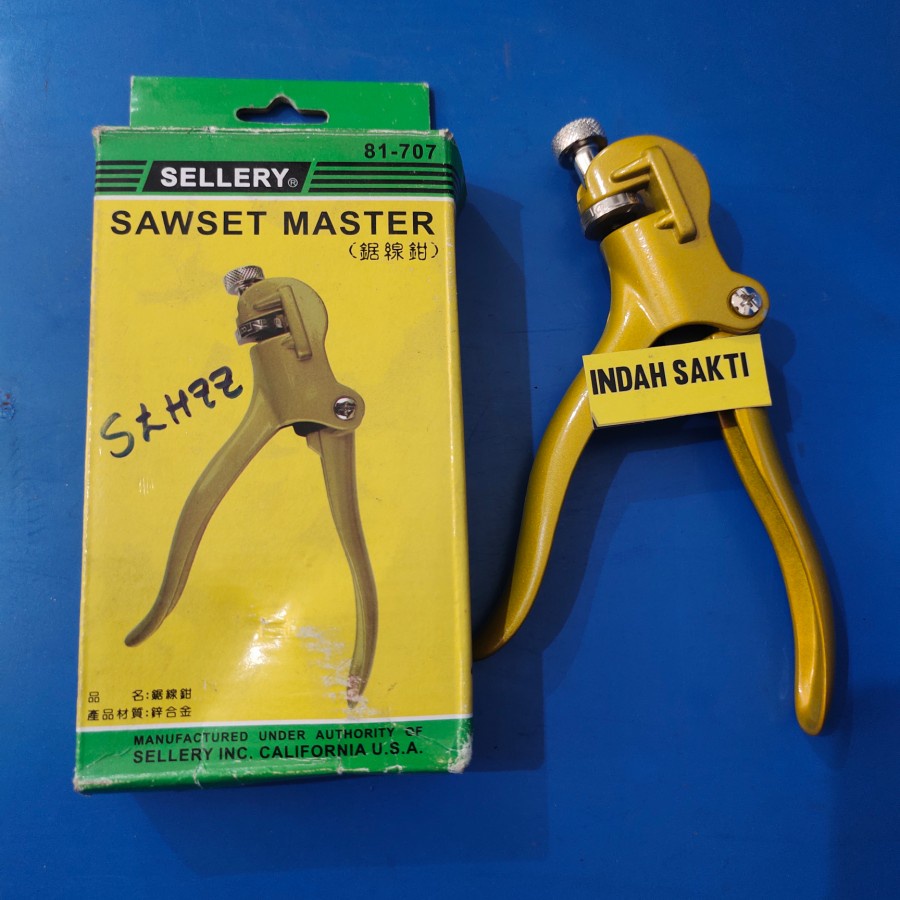 81-707
SELLERY®
SAWSET MASTER
(鋸線鉗)
品 名:鋸線鉗
產品材質:鋅合金
MANUFACTURED UNDER AUTHORITY OF
SELLERY INC. CALIFORNIA U.S.A.
INDAH SAKTI